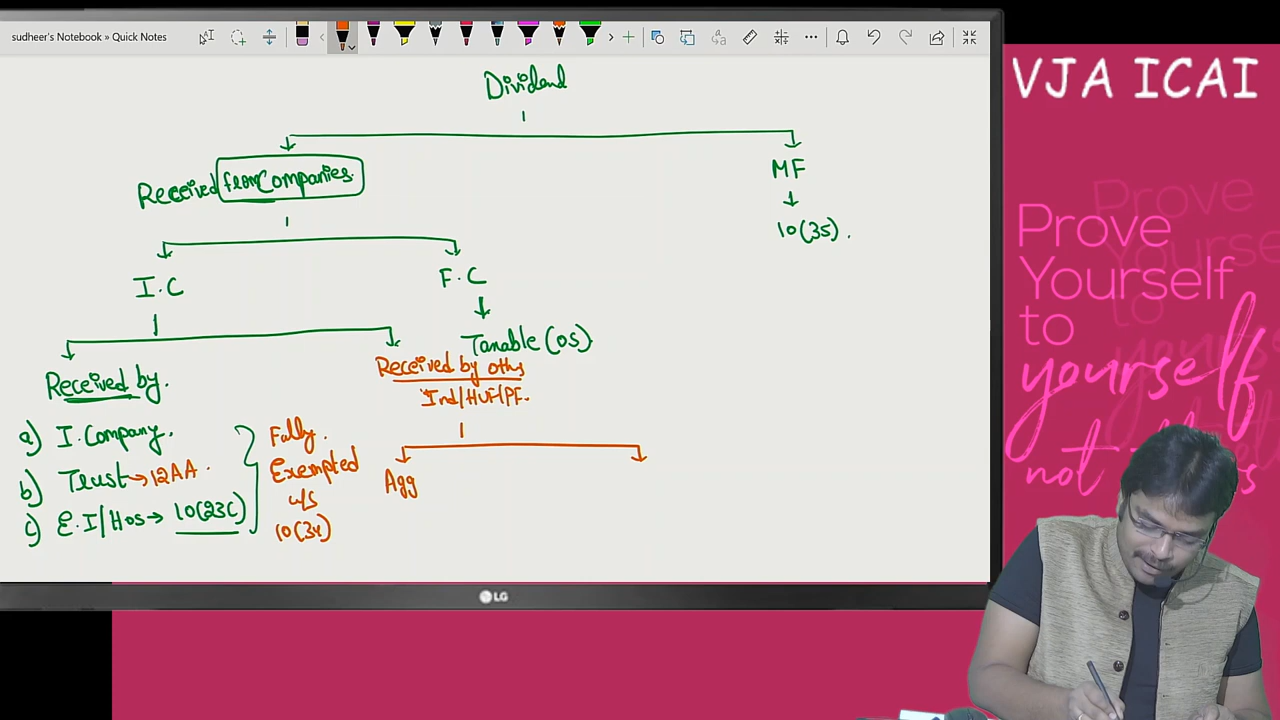 sudheer's Notebook » Quick Notes
VJA ICAI
Dividend
Received from Companies.
MF
10(35).
I.C
F.C
Taxable (OS)
Received by.
Received by oths
Ind/HUF/PF.
a) I. Company.
b) Trust → 12AA.
c) E.I/Hos → 10(23C)
Fully.
Exempted
u/s
10(34)
Agg
LG
Prove
Yourself
to
yourself
not